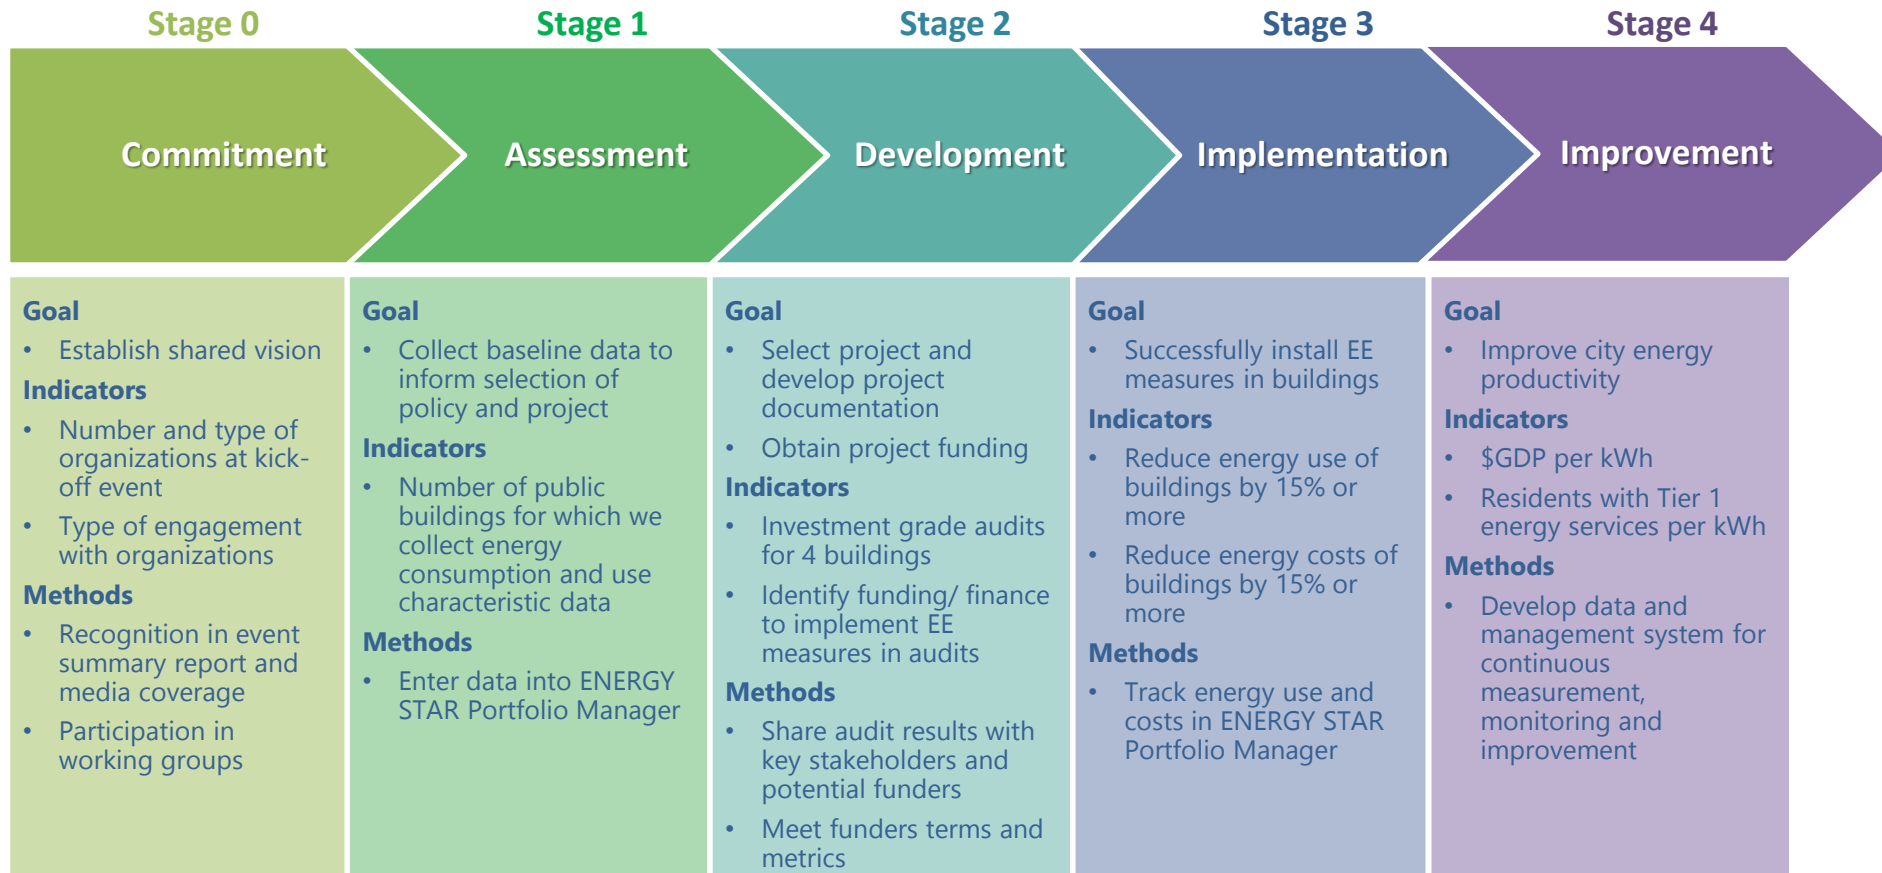 Stage 0
Stage 1
Stage 2
Stage 3
Stage 4
Commitment
Assessment
Development
Implementation
Improvement
Goal
• Establish shared vision
Indicators
• Number and type of
organizations at kick-
off event
• Type of engagement
with organizations
Methods
• Recognition in event
summary report and
media coverage
• Participation in
working groups
Goal
• Collect baseline data to
inform selection of
policy and project
Indicators
• Number of public
buildings for which we
collect energy
consumption and use
characteristic data
Methods
• Enter data into ENERGY
STAR Portfolio Manager
Goal
• Select project and
develop project
documentation
• Obtain project funding
Indicators
• Investment grade audits
for 4 buildings
• Identify funding/ finance
to implement EE
measures in audits
Methods
• Share audit results with
key stakeholders and
potential funders
• Meet funders terms and
metrics
Goal
• Successfully install EE
measures in buildings
Indicators
• Reduce energy use of
buildings by 15% or
more
• Reduce energy costs of
buildings by 15% or
more
Methods
• Track energy use and
costs in ENERGY STAR
Portfolio Manager
Goal
• Improve city energy
productivity
Indicators
• $GDP per kWh
• Residents with Tier 1
energy services per kWh
Methods
• Develop data and
management system for
continuous
measurement,
monitoring and
improvement